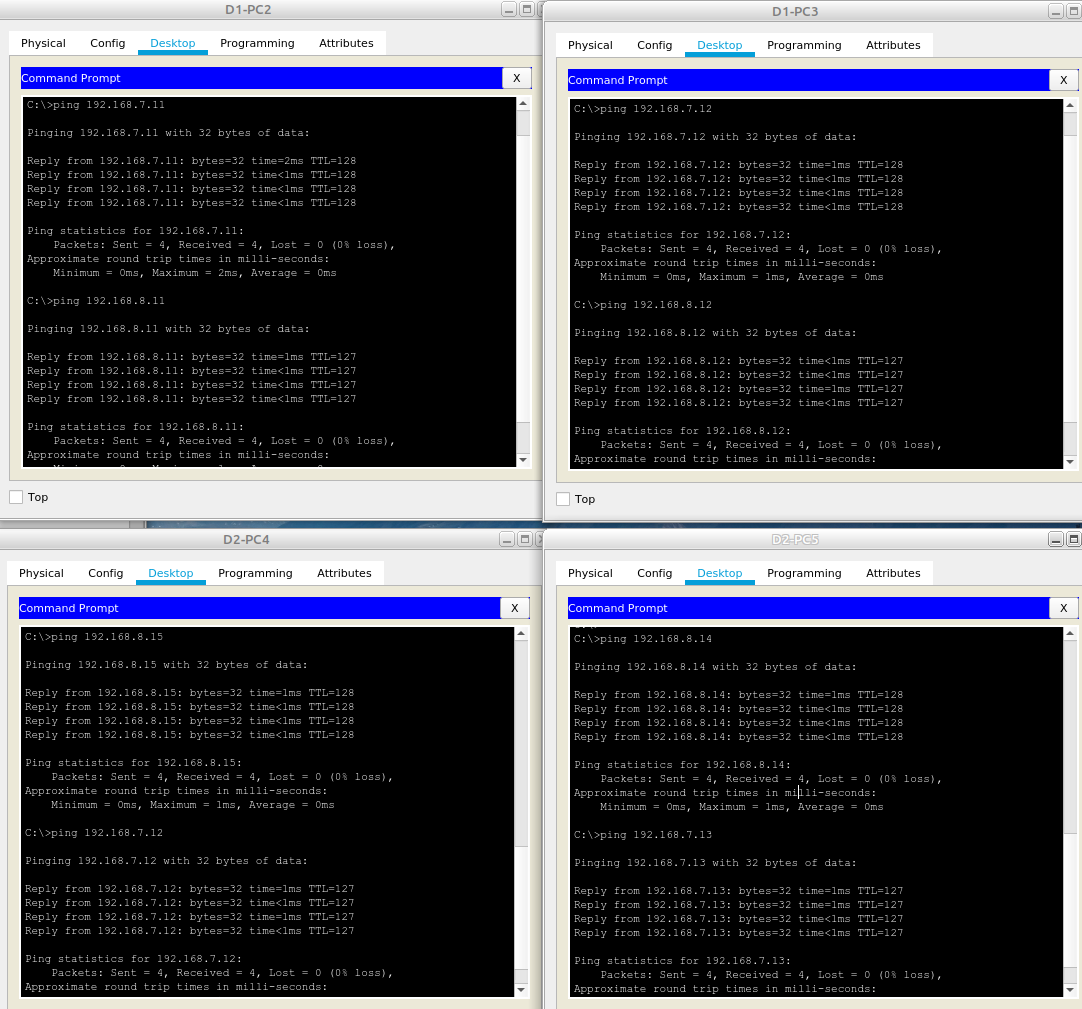 D1-PC2
Physical Config Desktop Programming Attributes
Command Prompt X
C:\>ping 192.168.7.11
Pinging 192.168.7.11 with 32 bytes of data:
Reply from 192.168.7.11: bytes=32 time=2ms TTL=128
Reply from 192.168.7.11: bytes=32 time<1ms TTL=128
Reply from 192.168.7.11: bytes=32 time<1ms TTL=128
Reply from 192.168.7.11: bytes=32 time<1ms TTL=128
Ping statistics for 192.168.7.11:
Packets: Sent = 4, Received = 4, Lost = 0 (0% loss),
Approximate round trip times in milli-seconds:
Minimum = 0ms, Maximum = 2ms, Average = 0ms
C:\>ping 192.168.8.11
Pinging 192.168.8.11 with 32 bytes of data:
Reply from 192.168.8.11: bytes=32 time=1ms TTL=127
Reply from 192.168.8.11: bytes=32 time<1ms TTL=127
Reply from 192.168.8.11: bytes=32 time<1ms TTL=127
Reply from 192.168.8.11: bytes=32 time<1ms TTL=127
Ping statistics for 192.168.8.11:
Packets: Sent = 4, Received = 4, Lost = 0 (0% loss),
Approximate round trip times in milli-seconds:
Top
D1-PC3
Physical Config Desktop Programming Attributes
Command Prompt X
C:\>ping 192.168.7.12
Pinging 192.168.7.12 with 32 bytes of data:
Reply from 192.168.7.12: bytes=32 time=1ms TTL=128
Reply from 192.168.7.12: bytes=32 time<1ms TTL=128
Reply from 192.168.7.12: bytes=32 time<1ms TTL=128
Reply from 192.168.7.12: bytes=32 time<1ms TTL=128
Ping statistics for 192.168.7.12:
Packets: Sent = 4, Received = 4, Lost = 0 (0% loss),
Approximate round trip times in milli-seconds:
Minimum = 0ms, Maximum = 1ms, Average = 0ms
C:\>ping 192.168.8.12
Pinging 192.168.8.12 with 32 bytes of data:
Reply from 192.168.8.12: bytes=32 time<1ms TTL=127
Reply from 192.168.8.12: bytes=32 time<1ms TTL=127
Reply from 192.168.8.12: bytes=32 time<1ms TTL=127
Reply from 192.168.8.12: bytes=32 time<1ms TTL=127
Ping statistics for 192.168.8.12:
Packets: Sent = 4, Received = 4, Lost = 0 (0% loss),
Approximate round trip times in milli-seconds:
Top
D2-PC4
Physical Config Desktop Programming Attributes
Command Prompt X
C:\>ping 192.168.8.15
Pinging 192.168.8.15 with 32 bytes of data:
Reply from 192.168.8.15: bytes=32 time=1ms TTL=128
Reply from 192.168.8.15: bytes=32 time<1ms TTL=128
Reply from 192.168.8.15: bytes=32 time<1ms TTL=128
Reply from 192.168.8.15: bytes=32 time<1ms TTL=128
Ping statistics for 192.168.8.15:
Packets: Sent = 4, Received = 4, Lost = 0 (0% loss),
Approximate round trip times in milli-seconds:
Minimum = 0ms, Maximum = 1ms, Average = 0ms
C:\>ping 192.168.7.12
Pinging 192.168.7.12 with 32 bytes of data:
Reply from 192.168.7.12: bytes=32 time=1ms TTL=127
Reply from 192.168.7.12: bytes=32 time<1ms TTL=127
Reply from 192.168.7.12: bytes=32 time=1ms TTL=127
Reply from 192.168.7.12: bytes=32 time<1ms TTL=127
Ping statistics for 192.168.7.12:
Packets: Sent = 4, Received = 4, Lost = 0 (0% loss),
Approximate round trip times in milli-seconds:
D2-PC5
Physical Config Desktop Programming Attributes
Command Prompt X
C:\>ping 192.168.8.14
Pinging 192.168.8.14 with 32 bytes of data:
Reply from 192.168.8.14: bytes=32 time=1ms TTL=128
Reply from 192.168.8.14: bytes=32 time<1ms TTL=128
Reply from 192.168.8.14: bytes=32 time<1ms TTL=128
Reply from 192.168.8.14: bytes=32 time<1ms TTL=128
Ping statistics for 192.168.8.14:
Packets: Sent = 4, Received = 4, Lost = 0 (0% loss),
Approximate round trip times in milli-seconds:
Minimum = 0ms, Maximum = 1ms, Average = 0ms
C:\>ping 192.168.7.13
Pinging 192.168.7.13 with 32 bytes of data:
Reply from 192.168.7.13: bytes=32 time=1ms TTL=127
Reply from 192.168.7.13: bytes=32 time=1ms TTL=127
Reply from 192.168.7.13: bytes=32 time<1ms TTL=127
Reply from 192.168.7.13: bytes=32 time<1ms TTL=127
Ping statistics for 192.168.7.13:
Packets: Sent = 4, Received = 4, Lost = 0 (0% loss),
Approximate round trip times in milli-seconds: